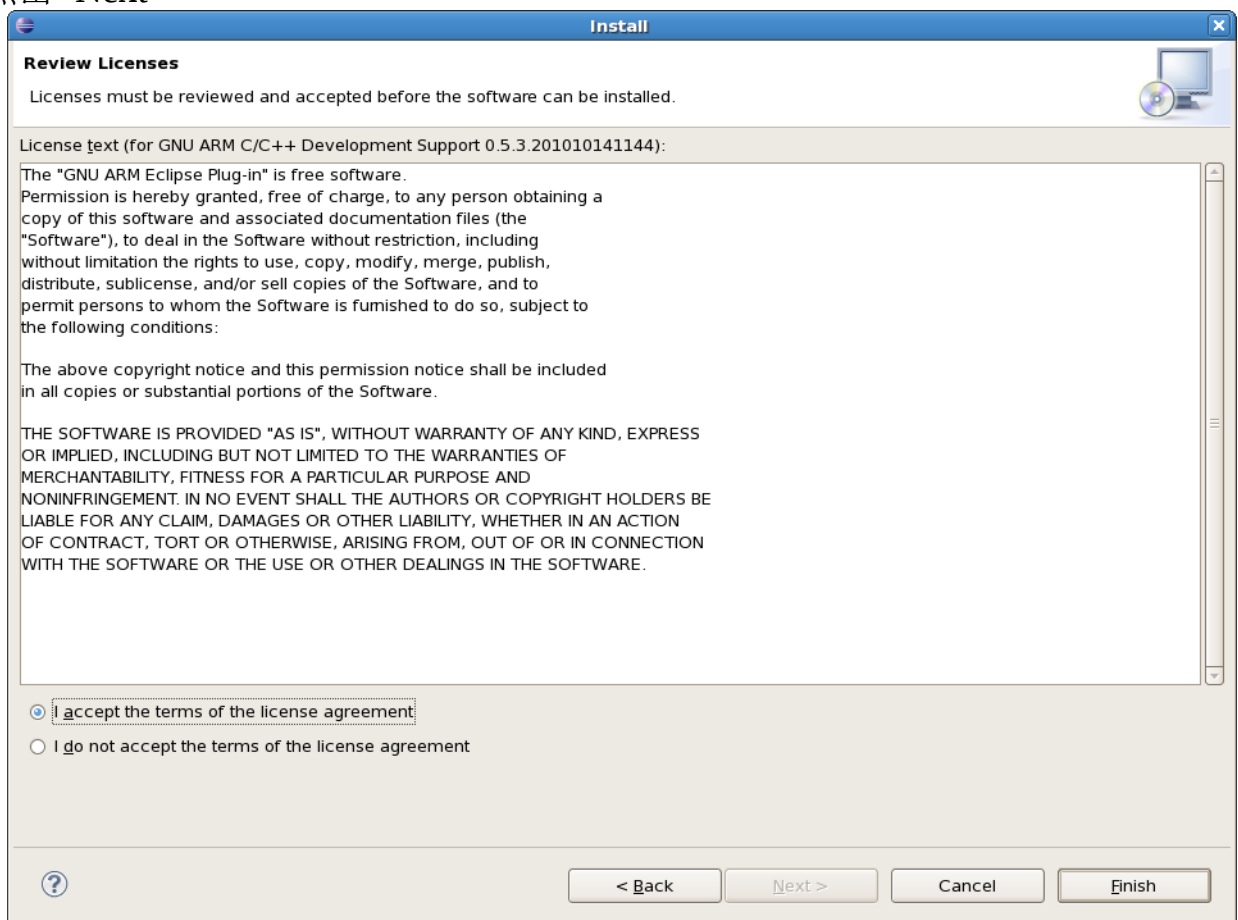 点击 "Next"
Install
Review Licenses
Licenses must be reviewed and accepted before the software can be installed.
License text (for GNU ARM C/C++ Development Support 0.5.3.201010141144):
The "GNU ARM Eclipse Plug-in" is free software.
Permission is hereby granted, free of charge, to any person obtaining a
copy of this software and associated documentation files (the
"Software"), to deal in the Software without restriction, including
without limitation the rights to use, copy, modify, merge, publish,
distribute, sublicense, and/or sell copies of the Software, and to
permit persons to whom the Software is furnished to do so, subject to
the following conditions:
The above copyright notice and this permission notice shall be included
in all copies or substantial portions of the Software.
THE SOFTWARE IS PROVIDED "AS IS", WITHOUT WARRANTY OF ANY KIND, EXPRESS
OR IMPLIED, INCLUDING BUT NOT LIMITED TO THE WARRANTIES OF
MERCHANTABILITY, FITNESS FOR A PARTICULAR PURPOSE AND
NONINFRINGEMENT. IN NO EVENT SHALL THE AUTHORS OR COPYRIGHT HOLDERS BE
LIABLE FOR ANY CLAIM, DAMAGES OR OTHER LIABILITY, WHETHER IN AN ACTION
OF CONTRACT, TORT OR OTHERWISE, ARISING FROM, OUT OF OR IN CONNECTION
WITH THE SOFTWARE OR THE USE OR OTHER DEALINGS IN THE SOFTWARE.
I accept the terms of the license agreement
I do not accept the terms of the license agreement
< Back Next > Cancel Finish